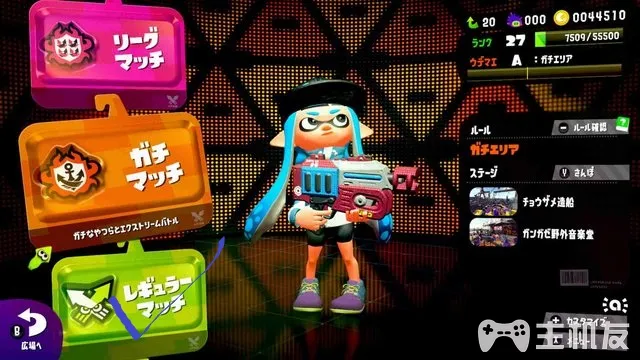 リーグ
マッチ
ガチ
マッチ
ガチなやつらとエクストリームバトル
レギュラー
マッチ
B
広場へ
20
000
0044510
ランク 27 7509/55500
ウデマエ A :ガチエリア
ルール
ルール確認
ガチエリア
ステージ
Y さんぽ
チョウザメ造船
ガンガゼ野外音楽堂
カスタマイズ
主机友